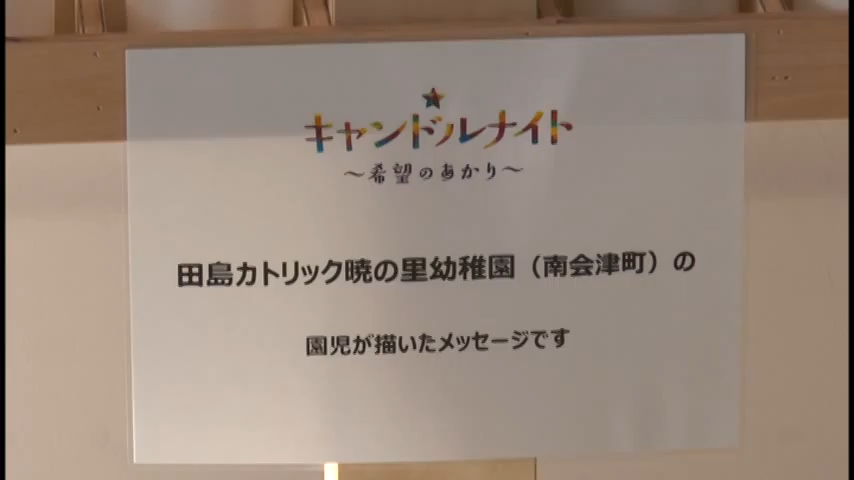 キャンドルナイト
～希望のあかり～
田島カトリック暁の里幼稚園（南会津町）の
園児が描いたメッセージです